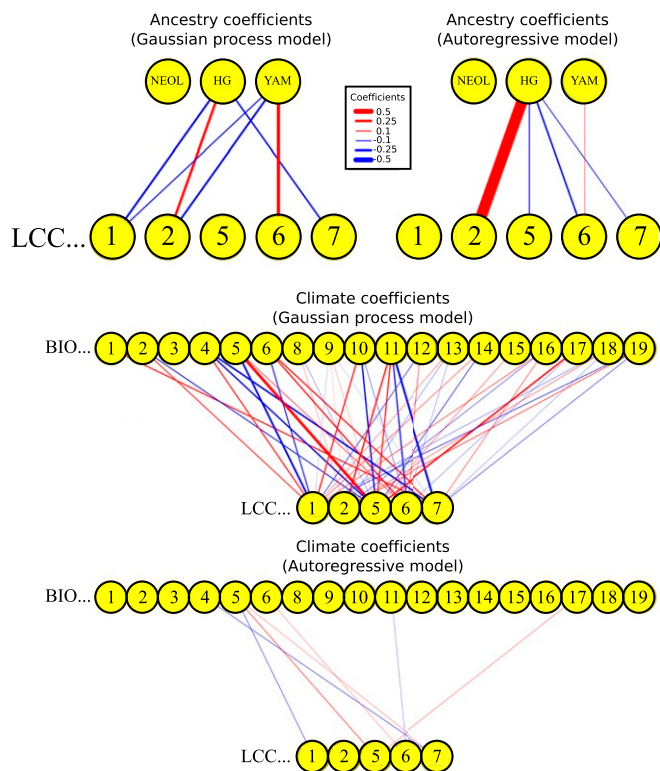 Ancestry coefficients
(Gaussian process model)
Ancestry coefficients
(Autoregressive model)
NEOL HG YAM
NEOL HG YAM
Coefficients
0.5
0.25
0.1
-0.1
-0.25
-0.5
LCC... 1 2 5 6 7
1 2 5 6 7
Climate coefficients
(Gaussian process model)
BIO... 1 2 3 4 5 6 8 9 10 11 12 13 14 15 16 17 18 19
LCC... 1 2 5 6 7
Climate coefficients
(Autoregressive model)
BIO... 1 2 3 4 5 6 8 9 10 11 12 13 14 15 16 17 18 19
LCC... 1 2 5 6 7